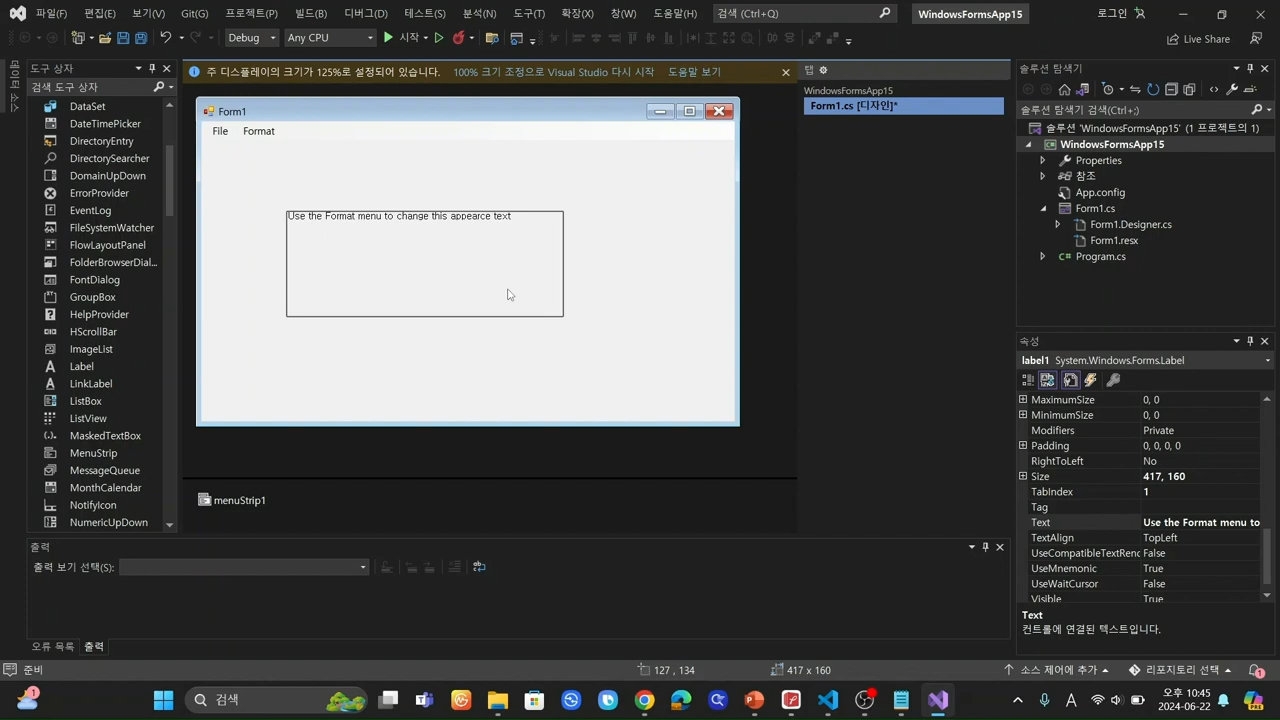 파일(F) 편집(E) 보기(V) Git(G) 프로젝트(P) 빌드(B) 디버그(D) 테스트(S) 분석(N) 도구(T) 확장(X) 창(W) 도움말(H) 검색 (Ctrl+Q) WindowsFormsApp15 로그인
Debug Any CPU 시작 Live Share
데이터 소스
도구 상자
검색 도구 상자
DataSet
DateTimePicker
DirectoryEntry
DirectorySearcher
DomainUpDown
ErrorProvider
EventLog
FileSystemWatcher
FlowLayoutPanel
FolderBrowserDial...
FontDialog
GroupBox
HelpProvider
HScrollBar
ImageList
Label
LinkLabel
ListBox
ListView
MaskedTextBox
MenuStrip
MessageQueue
MonthCalendar
NotifyIcon
NumericUpDown
주 디스플레이의 크기가 125%로 설정되어 있습니다. 100% 크기 조정으로 Visual Studio 다시 시작 도움말 보기
Form1
File Format
Use the Format menu to change this appearce text
menuStrip1
탭
WindowsFormsApp15
Form1.cs [디자인]*
솔루션 탐색기
솔루션 탐색기 검색(Ctrl+;)
솔루션 'WindowsFormsApp15' (1 프로젝트의 1)
WindowsFormsApp15
Properties
참조
App.config
Form1.cs
Form1.Designer.cs
Form1.resx
Program.cs
속성
label1 System.Windows.Forms.Label
MaximumSize 0, 0
MinimumSize 0, 0
Modifiers Private
Padding 0, 0, 0, 0
RightToLeft No
Size 417, 160
TabIndex 1
Tag
Text Use the Format menu to
TextAlign TopLeft
UseCompatibleTextRenc False
UseMnemonic True
UseWaitCursor False
Visible True
Text
컨트롤에 연결된 텍스트입니다.
출력
출력 보기 선택(S):
오류 목록 출력
준비 127 , 134 417 x 160 소스 제어에 추가 리포지토리 선택 1
1 검색 A 오후 10:45
2024-06-22